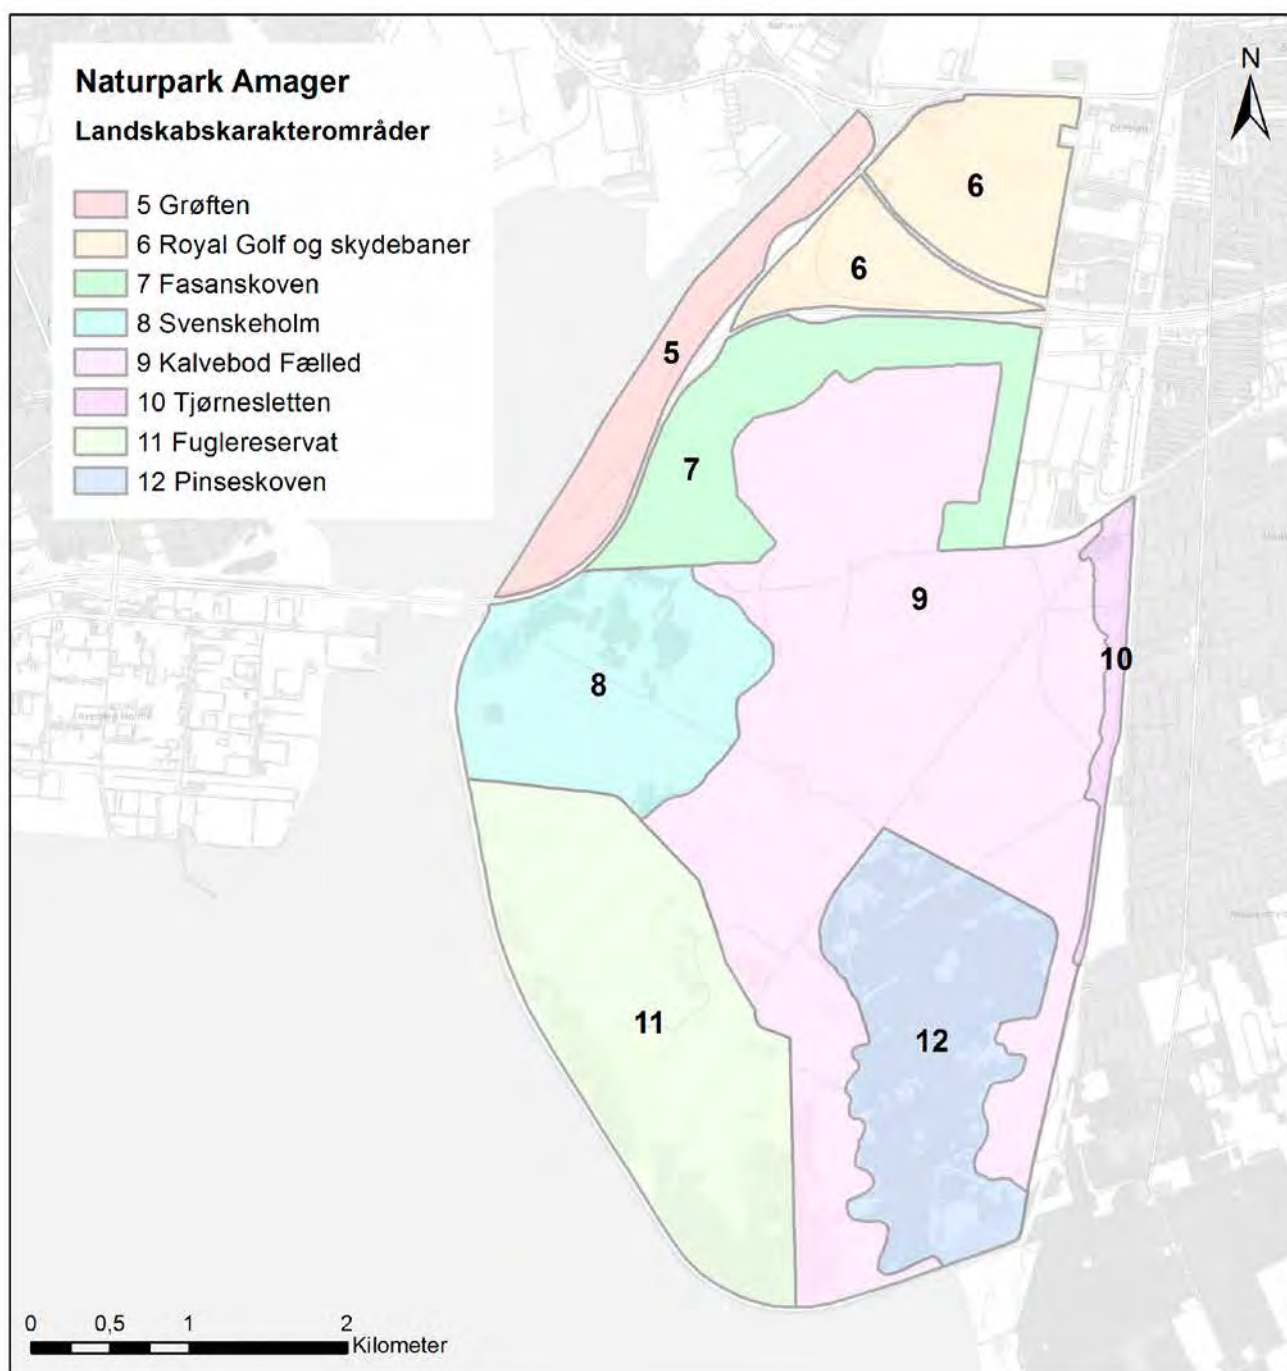 Naturpark Amager
Landskabskarakterområder
5 Grøften
6 Royal Golf og skydebaner
7 Fasanskoven
8 Svenskeholm
9 Kalvebod Fælled
10 Tjørnesletten
11 Fuglereservat
12 Pinseskoven
N
6
6
5
7
9
10
8
11
12
0 0,5 1 2
Kilometer